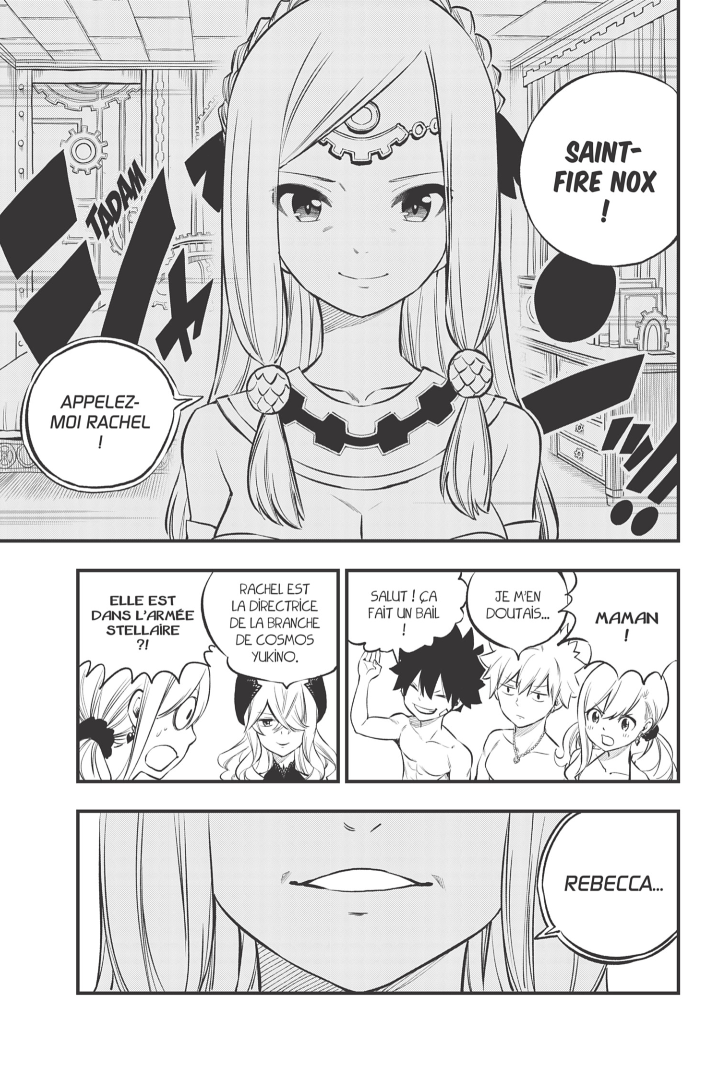 SAINT-
FIRE NOX
!
TADAM
APPELEZ-
MOI RACHEL
!
MAMAN
!
JE M'EN
DOUTAIS...
SALUT ! ÇA
FAIT UN BAIL
!
RACHEL EST
LA DIRECTRICE
DE LA BRANCHE
DE COSMOS
YUKINO.
ELLE EST
DANS L'ARMÉE
STELLAIRE
?!
REBECCA...